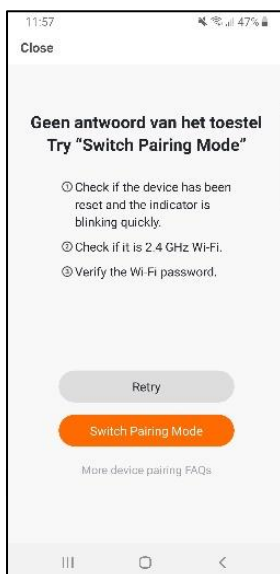 11:57
47%
Close
Geen antwoord van het toestel
Try “Switch Pairing Mode”
① Check if the device has been
reset and the indicator is
blinking quickly.
② Check if it is 2.4 GHz Wi-Fi.
③ Verify the Wi-Fi password.
Retry
Switch Pairing Mode
More device pairing FAQs